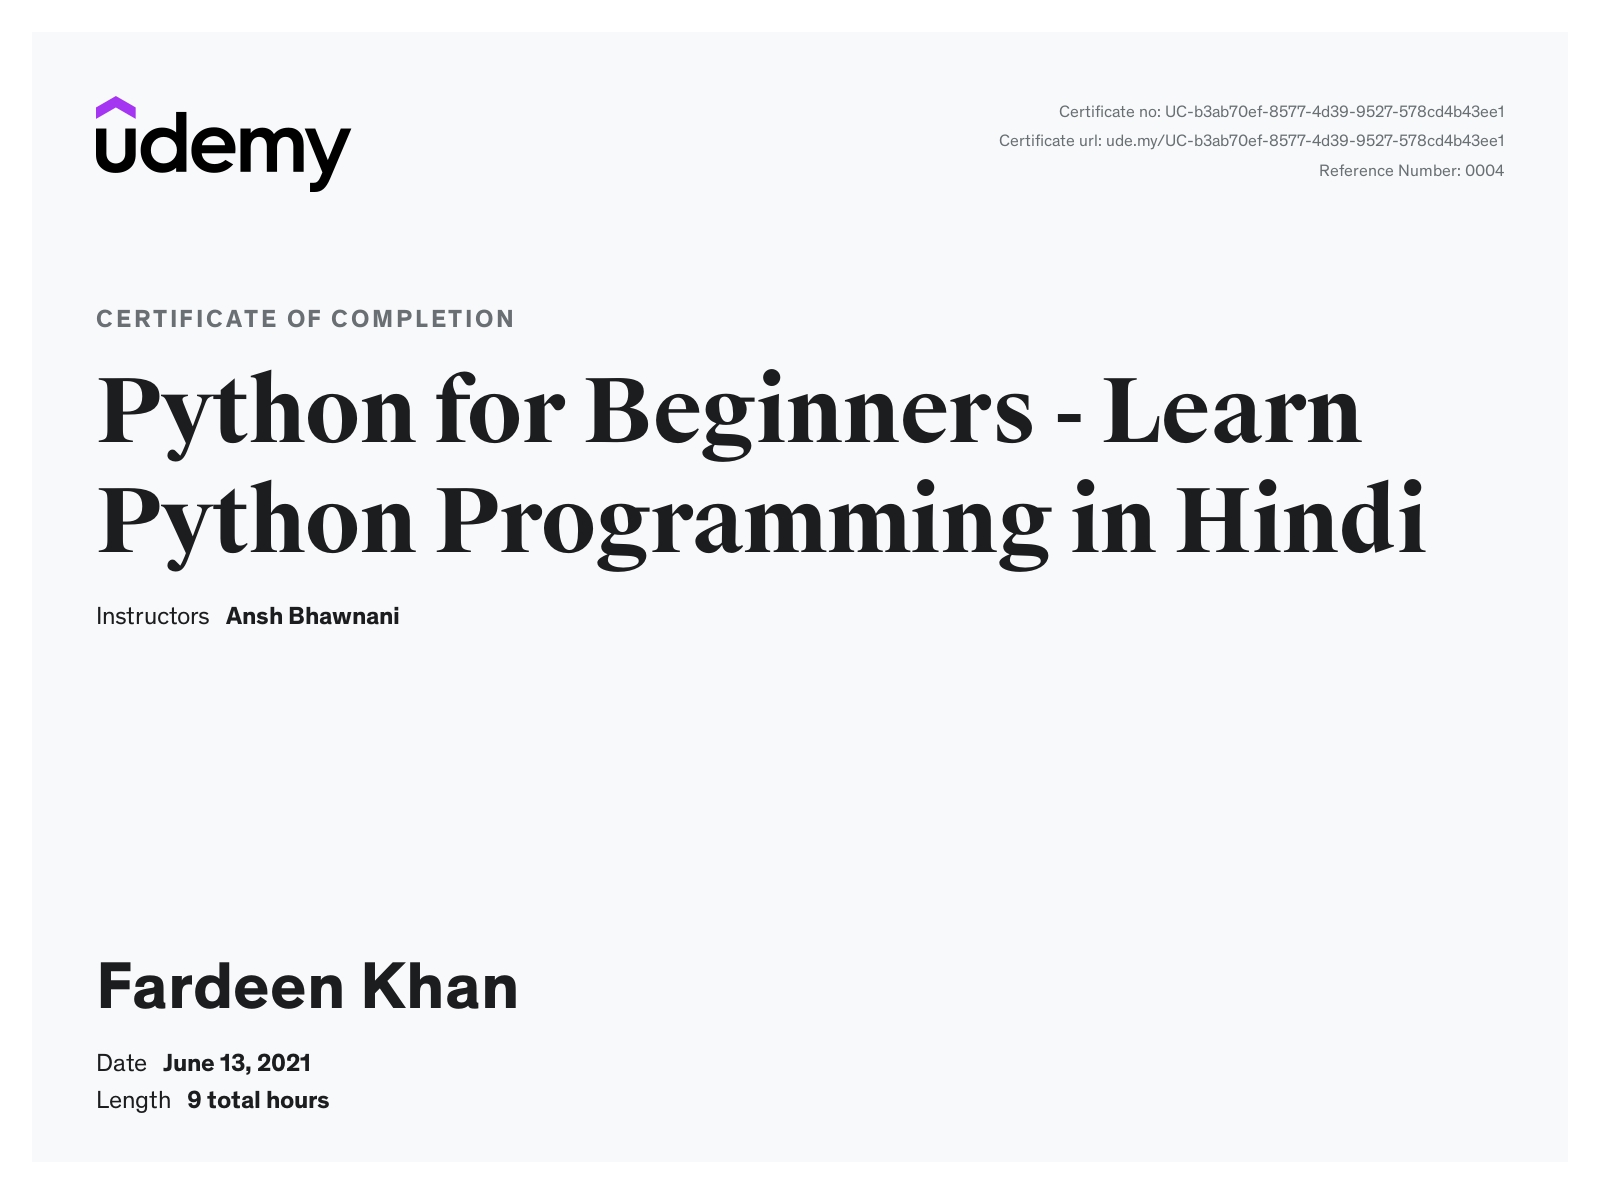 udemy
Certificate no: UC-b3ab70ef-8577-4d39-9527-578cd4b43ee1
Certificate url: ude.my/UC-b3ab70ef-8577-4d39-9527-578cd4b43ee1
Reference Number: 0004
CERTIFICATE OF COMPLETION
Python for Beginners - Learn
Python Programming in Hindi
Instructors Ansh Bhawnani
Fardeen Khan
Date June 13, 2021
Length 9 total hours